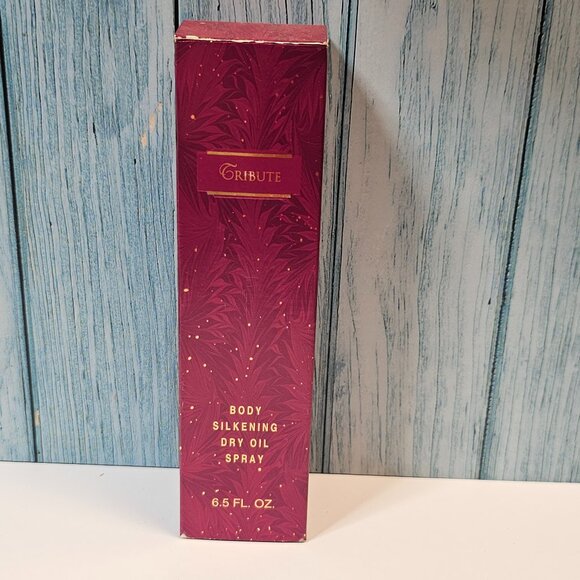 TRIBUTE
BODY
SILKENING
DRY OIL
SPRAY
6.5 FL. OZ.